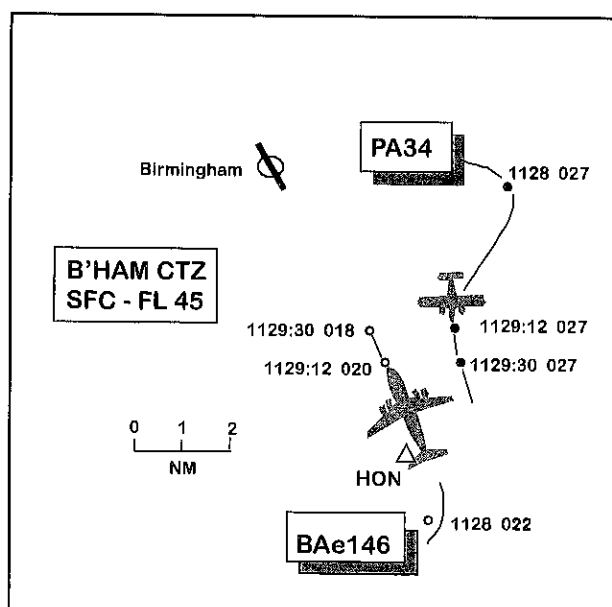 PA34
Birmingham
1128 027
B'HAM CTZ
SFC - FL 45
1129:30 018
1129:12 027
1129:12 020
1129:30 027
0 1 2
NM
HON
BAe146
1128 022